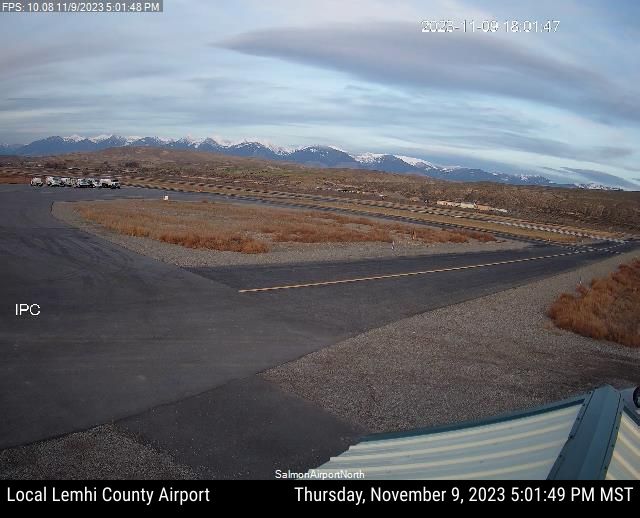 FPS: 10.08 11/9/2023 5:01:48 PM
2023-11-09 18:01:47
IPC
SalmonAirportNorth
Local Lemhi County Airport Thursday, November 9, 2023 5:01:49 PM MST